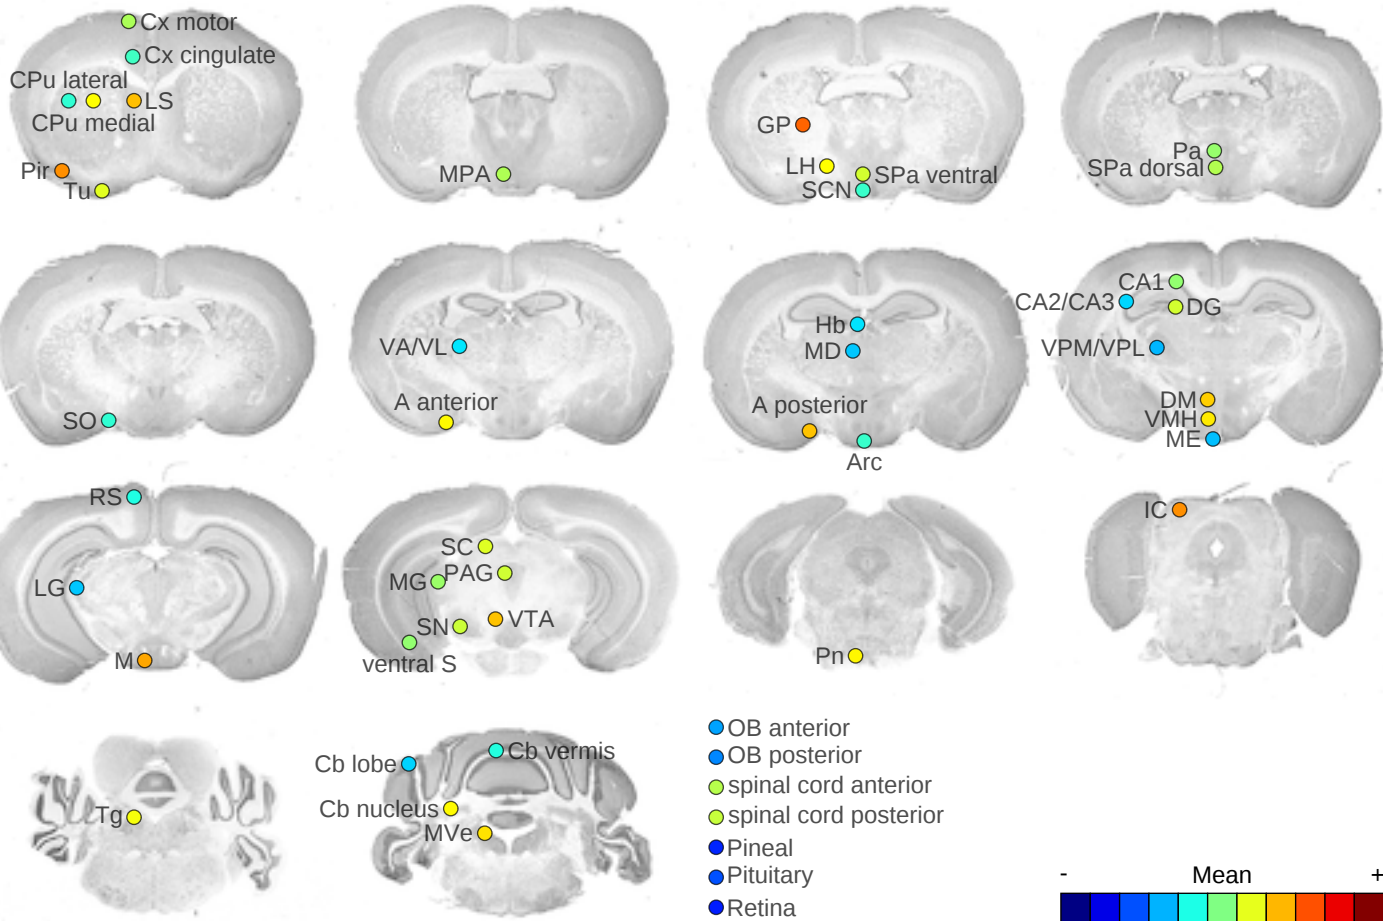 Cx motor
Cx cingulate
CPu lateral
LS
CPu medial
Pir
Tu
MPA
GP
LH
SPa ventral
SCN
Pa
SPa dorsal
SO
VA/VL
A anterior
Hb
MD
A posterior
Arc
CA1
CA2/CA3
DG
VPM/VPL
DM
VMH
ME
RS
LG
M
SC
PAG
MG
SN
VTA
ventral S
Pn
IC
Tg
Cb lobe
Cb vermis
Cb nucleus
MVe
OB anterior
OB posterior
spinal cord anterior
spinal cord posterior
Pineal
Pituitary
Retina
- Mean +